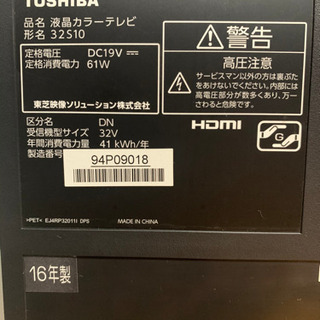 TOSHIBA
品名 液晶カラーテレビ
形名 32S10
定格電圧 DC19V
定格消費電力 61W
東芝映像ソリューション株式会社
区分名 DN
受信機型サイズ 32V
年間消費電力量 41 kWh/年
製造番号
94P09018
>PET< EJ4RP32011I DPS
MADE IN CHINA
警告
高圧注意
サービスマン以外の方は裏ぶた
をあけないでください。内部には
高電圧部分が数多くあり、万一
さわると危険です。
HDMI
G
16年製